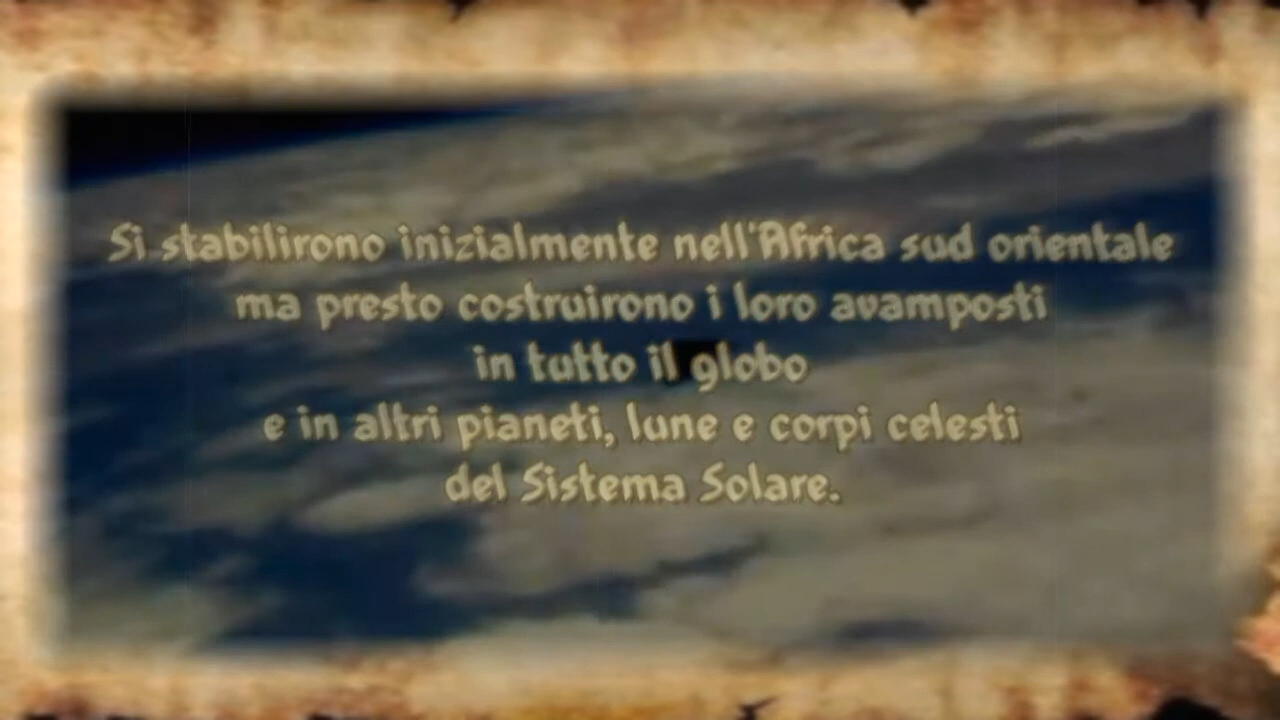 Si stabilirono inizialmente nell'Africa sud orientale
ma presto costruirono i loro avamposti
in tutto il globo
e in altri pianeti, lune e corpi celesti
del Sistema Solare.